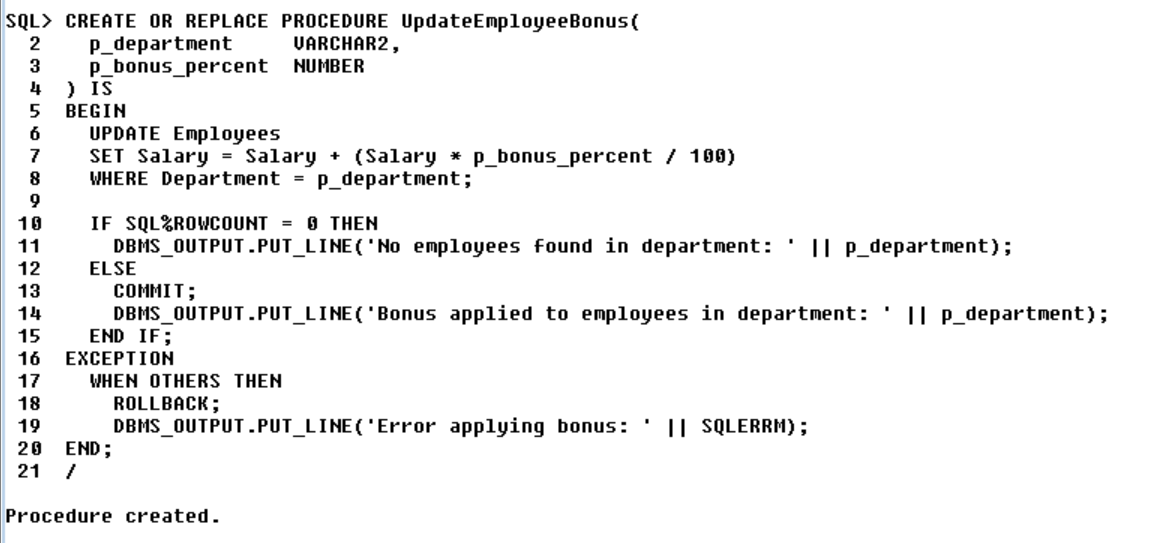 SQL> CREATE OR REPLACE PROCEDURE UpdateEmployeeBonus(
  2    p_department     VARCHAR2,
  3    p_bonus_percent  NUMBER
  4  ) IS
  5  BEGIN
  6    UPDATE Employees
  7    SET Salary = Salary + (Salary * p_bonus_percent / 100)
  8    WHERE Department = p_department;
  9
 10    IF SQL%ROWCOUNT = 0 THEN
 11      DBMS_OUTPUT.PUT_LINE('No employees found in department: ' || p_department);
 12    ELSE
 13      COMMIT;
 14      DBMS_OUTPUT.PUT_LINE('Bonus applied to employees in department: ' || p_department);
 15    END IF;
 16  EXCEPTION
 17    WHEN OTHERS THEN
 18      ROLLBACK;
 19      DBMS_OUTPUT.PUT_LINE('Error applying bonus: ' || SQLERRM);
 20  END;
 21  /
Procedure created.